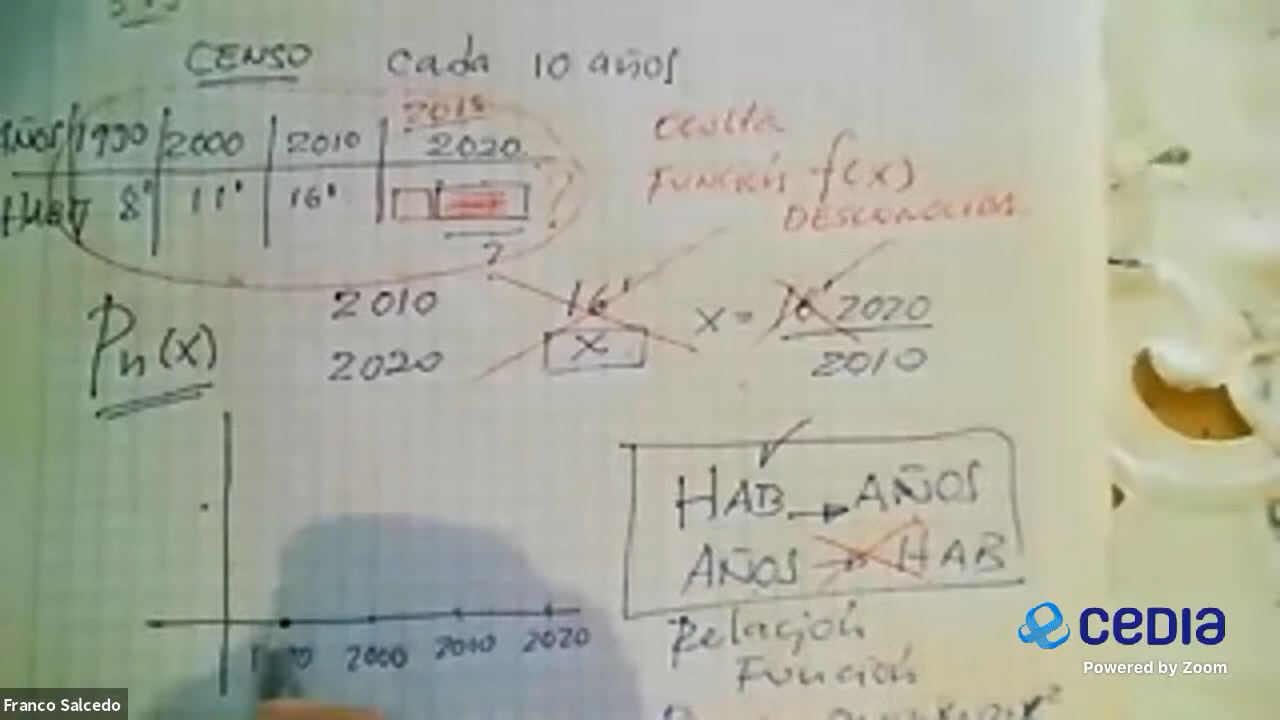 CENSO cada 10 años
2018
Años 1990 2000 2010 2020
HAB 8' 11' 16' ?
?
OCULTA
FUNCIÓN f(x)
DESCONOCIDA
Pn(x)
2010 16'
2020 x
x = 16' 2020
2010
HAB → AÑOS
AÑOS → HAB
Relación
Función
2000 2010 2020
cedia
Powered by Zoom
Franco Salcedo